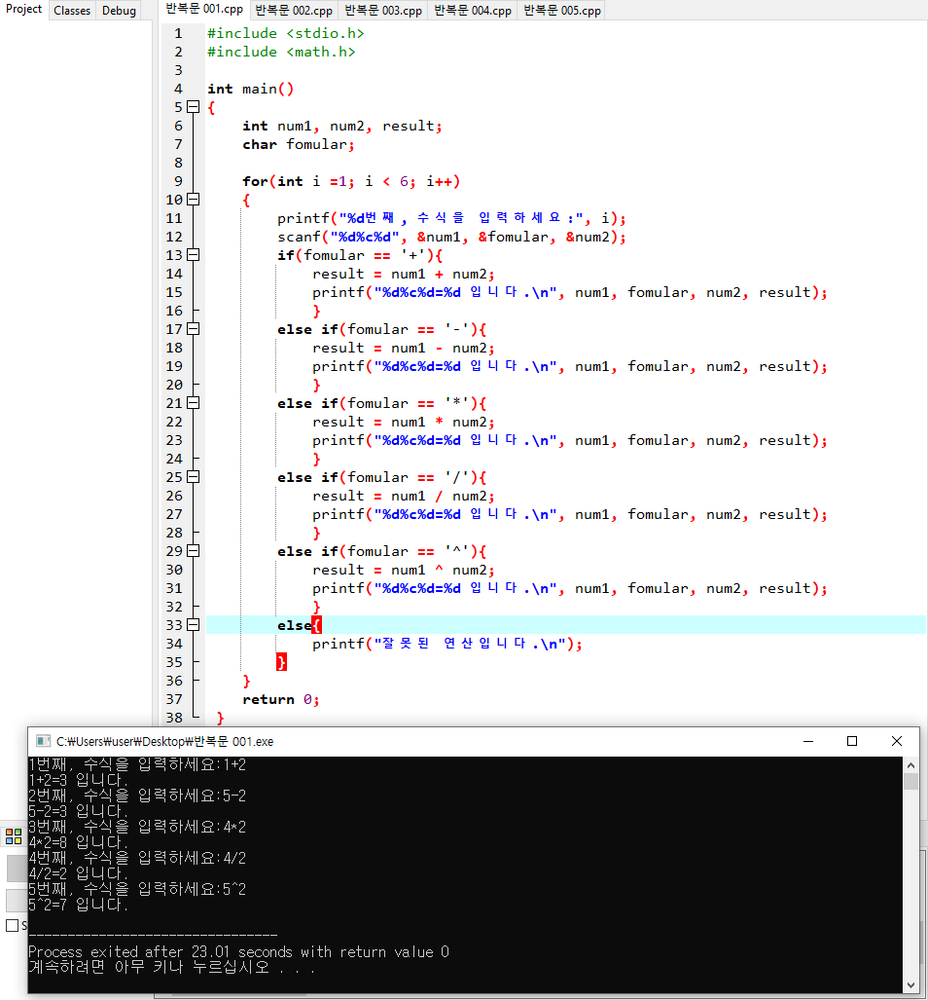 Project Classes Debug
반복문 001.cpp 반복문 002.cpp 반복문 003.cpp 반복문 004.cpp 반복문 005.cpp
1 #include <stdio.h>
2 #include <math.h>
3
4 int main()
5 {
6 int num1, num2, result;
7 char fomular;
8
9 for(int i =1; i < 6; i++)
10 {
11 printf("%d번째, 수식을 입력하세요:", i);
12 scanf("%d%c%d", &num1, &fomular, &num2);
13 if(fomular == '+'){
14 result = num1 + num2;
15 printf("%d%c%d=%d 입니다.\n", num1, fomular, num2, result);
16 }
17 else if(fomular == '-'){
18 result = num1 - num2;
19 printf("%d%c%d=%d 입니다.\n", num1, fomular, num2, result);
20 }
21 else if(fomular == '*'){
22 result = num1 * num2;
23 printf("%d%c%d=%d 입니다.\n", num1, fomular, num2, result);
24 }
25 else if(fomular == '/'){
26 result = num1 / num2;
27 printf("%d%c%d=%d 입니다.\n", num1, fomular, num2, result);
28 }
29 else if(fomular == '^'){
30 result = num1 ^ num2;
31 printf("%d%c%d=%d 입니다.\n", num1, fomular, num2, result);
32 }
33 else{
34 printf("잘못된 연산입니다.\n");
35 }
36 }
37 return 0;
38 }
C:₩Users₩user₩Desktop₩반복문 001.exe
1번째, 수식을 입력하세요:1+2
1+2=3 입니다.
2번째, 수식을 입력하세요:5-2
5-2=3 입니다.
3번째, 수식을 입력하세요:4*2
4*2=8 입니다.
4번째, 수식을 입력하세요:4/2
4/2=2 입니다.
5번째, 수식을 입력하세요:5^2
5^2=7 입니다.
--------------------------------
Process exited after 23.01 seconds with return value 0
계속하려면 아무 키나 누르십시오 . . .